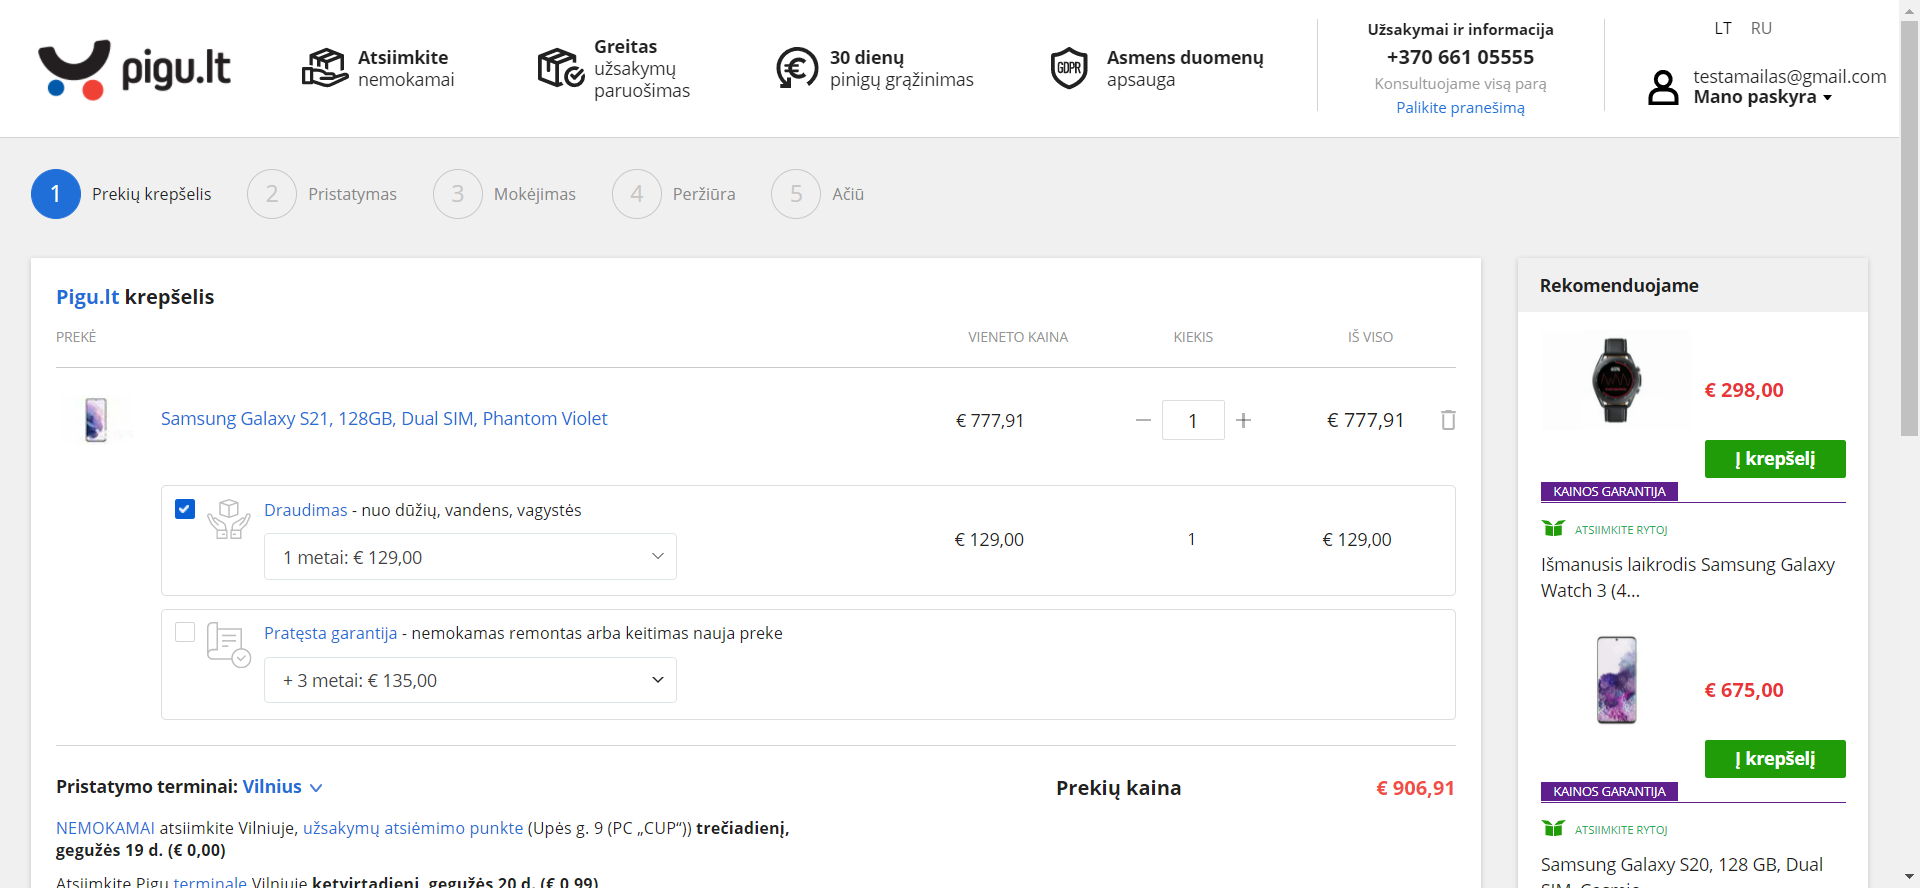 pigu.lt
Atsiimkite
nemokamai
Greitas
užsakymų
paruošimas
30 dienų
pinigų grąžinimas
GDPR
Asmens duomenų
apsauga
Užsakymai ir informacija
+370 661 05555
Konsultuojame visą parą
Palikite pranešimą
LT RU
testamailas@gmail.com
Mano paskyra
1 Prekių krepšelis 2 Pristatymas 3 Mokėjimas 4 Peržiūra 5 Ačiū
Pigu.lt krepšelis
PREKĖ VIENETO KAINA KIEKIS IŠ VISO
Samsung Galaxy S21, 128GB, Dual SIM, Phantom Violet € 777,91 1 € 777,91
Draudimas - nuo dūžių, vandens, vagystės
1 metai: € 129,00
€ 129,00 1 € 129,00
Pratęsta garantija - nemokamas remontas arba keitimas nauja preke
+ 3 metai: € 135,00
Pristatymo terminai: Vilnius
Prekių kaina € 906,91
NEMOKAMAI atsiimkite Vilniuje, užsakymų atsiėmimo punkte (Upės g. 9 (PC „CUP“)) trečiadienį,
gegužės 19 d. (€ 0,00)
Atsiimkite Pigu terminale Vilniuje ketvirtadienį, gegužės 20 d. (€ 0,99)
Rekomenduojame
€ 298,00
Į krepšelį
KAINOS GARANTIJA
ATSIIMKITE RYTOJ
Išmanusis laikrodis Samsung Galaxy
Watch 3 (4...
€ 675,00
Į krepšelį
KAINOS GARANTIJA
ATSIIMKITE RYTOJ
Samsung Galaxy S20, 128 GB, Dual
SIM, Cosmic